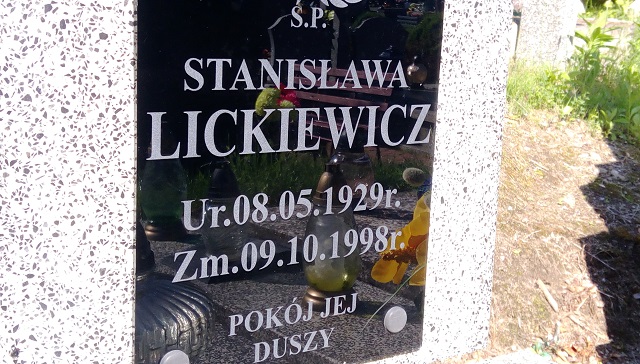 Ś.P.
STANISŁAWA
LICKIEWICZ
Ur.08.05.1929r.
Zm.09.10.1998r.
POKÓJ JEJ
DUSZY